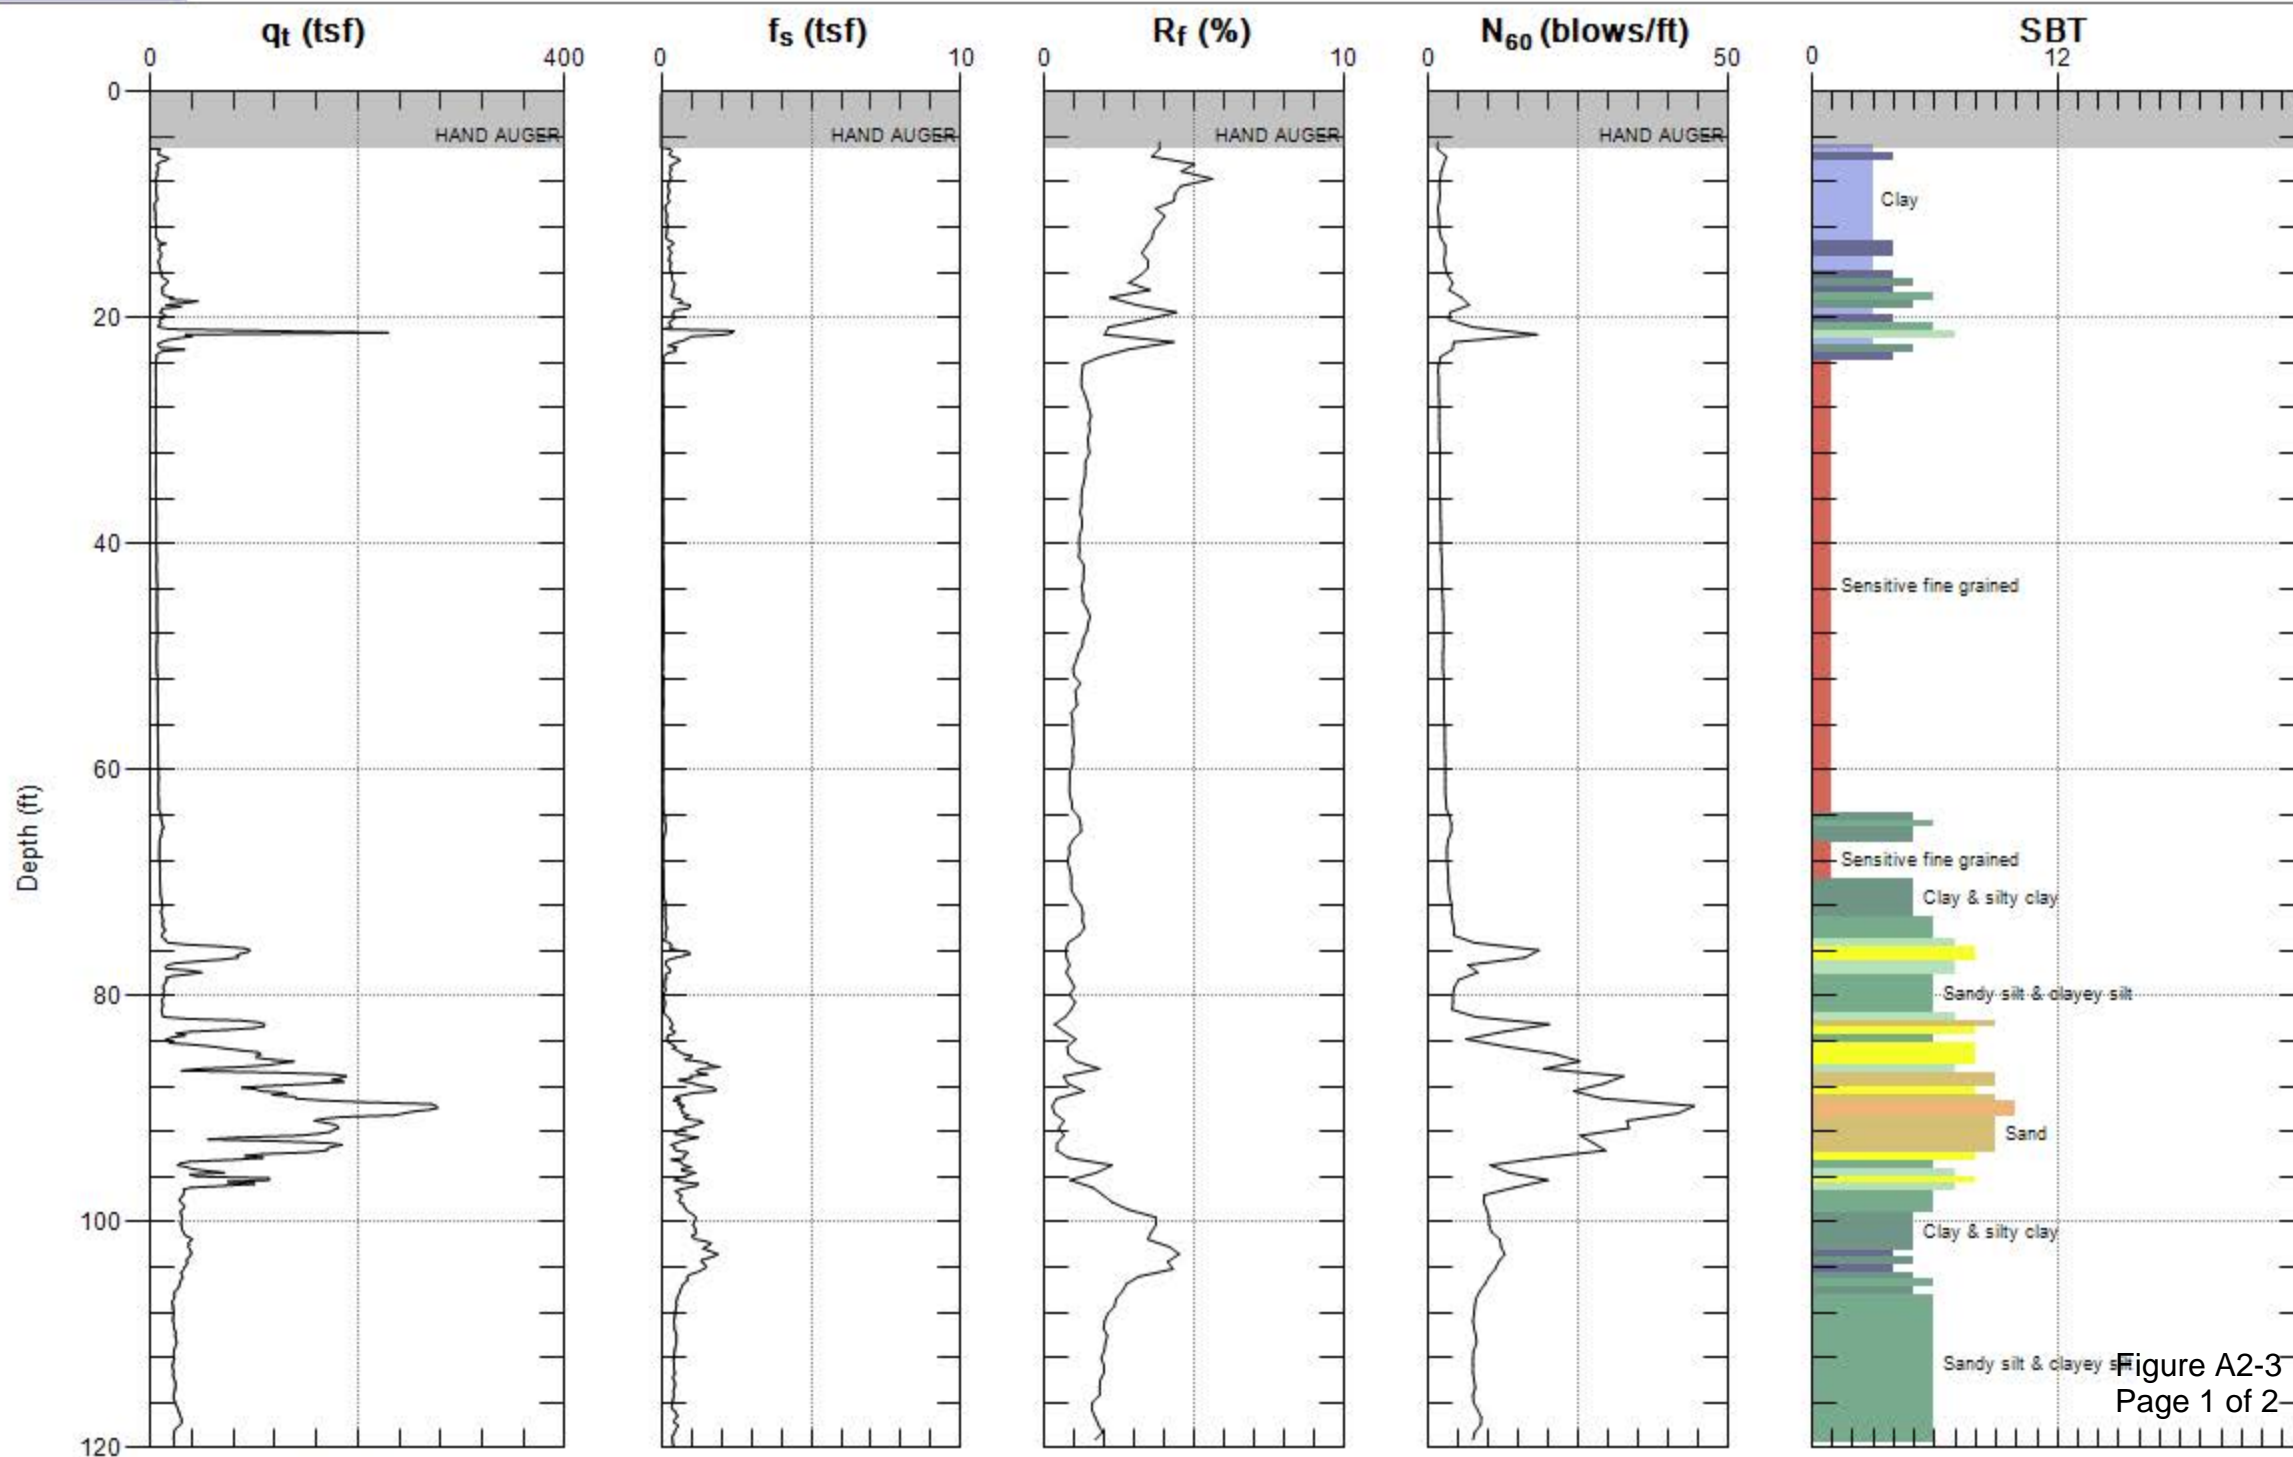 qt (tsf)
fs (tsf)
Rf (%)
N60 (blows/ft)
SBT
0 400
0 10
0 10
0 50
0 12
0
HAND AUGER
HAND AUGER
HAND AUGER
HAND AUGER
Clay
20
40
Sensitive fine grained
60
Depth (ft)
Sensitive fine grained
Clay & silty clay
80
Sandy silt & clayey silt
Sand
100
Clay & silty clay
Sandy silt & clayey silt
120
Figure A2-3
Page 1 of 2